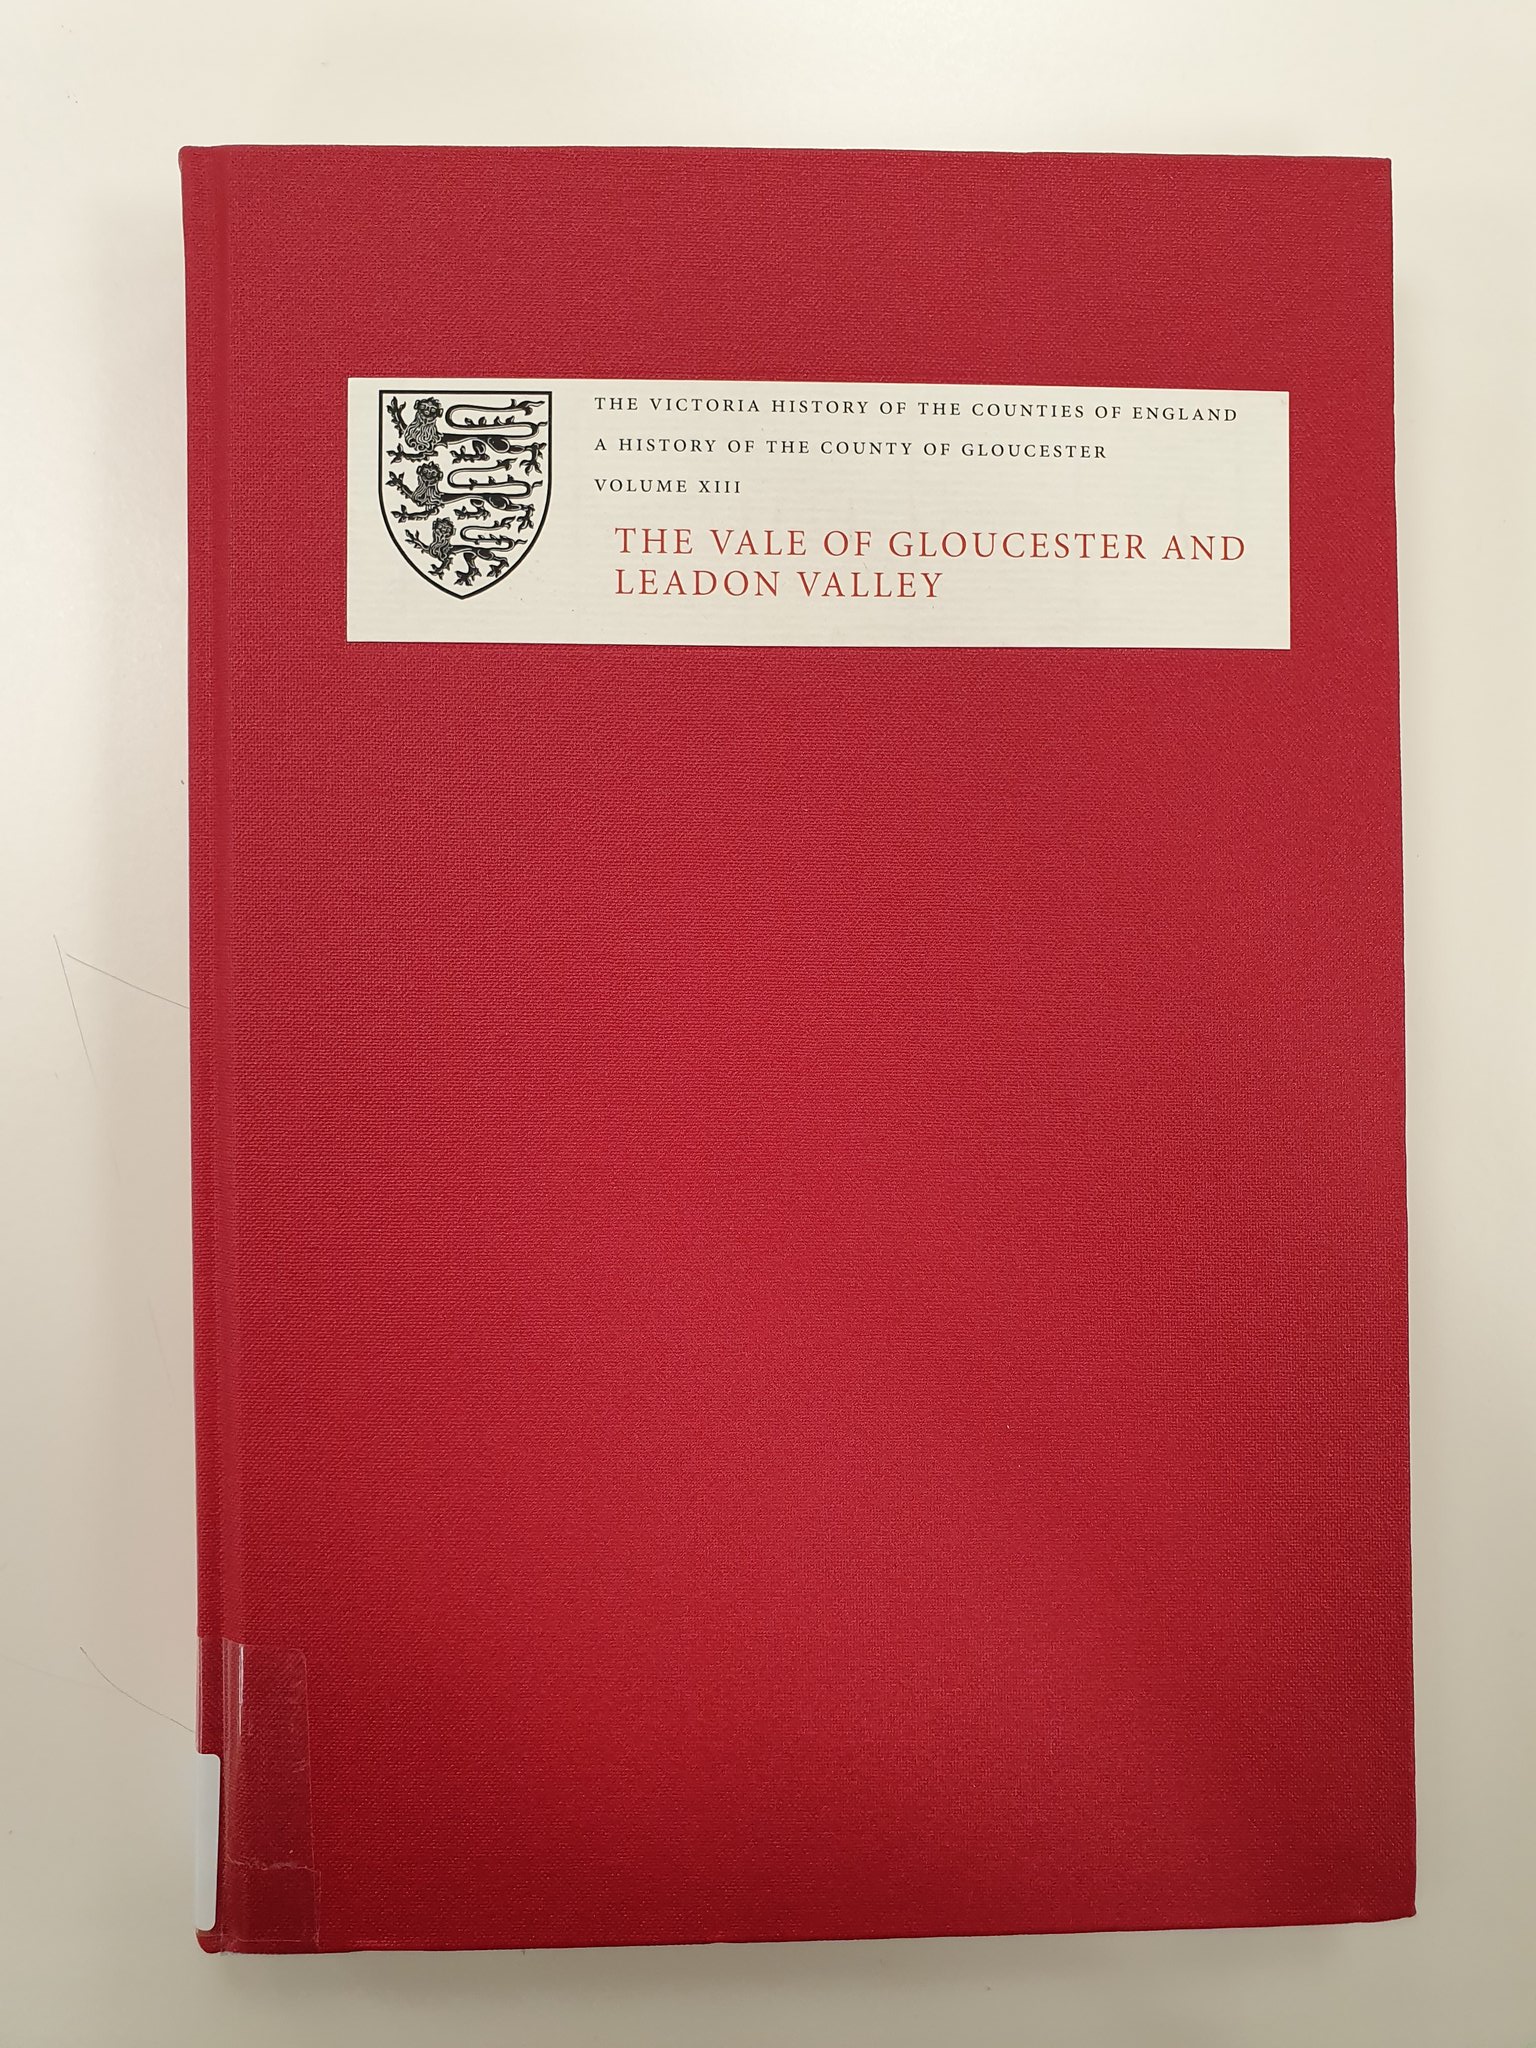 THE VICTORIA HISTORY OF THE COUNTIES OF ENGLAND
A HISTORY OF THE COUNTY OF GLOUCESTER
VOLUME XIII
THE VALE OF GLOUCESTER AND
LEADON VALLEY